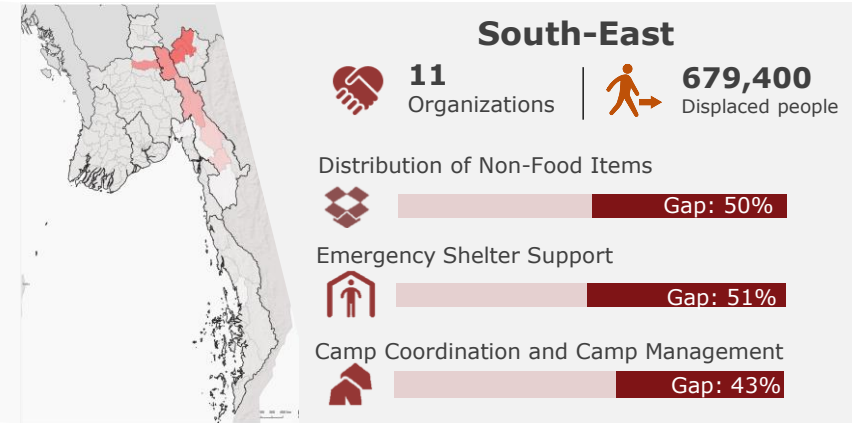 South-East
11
Organizations
679,400
Displaced people
Distribution of Non-Food Items
Gap: 50%
Emergency Shelter Support
Gap: 51%
Camp Coordination and Camp Management
Gap: 43%